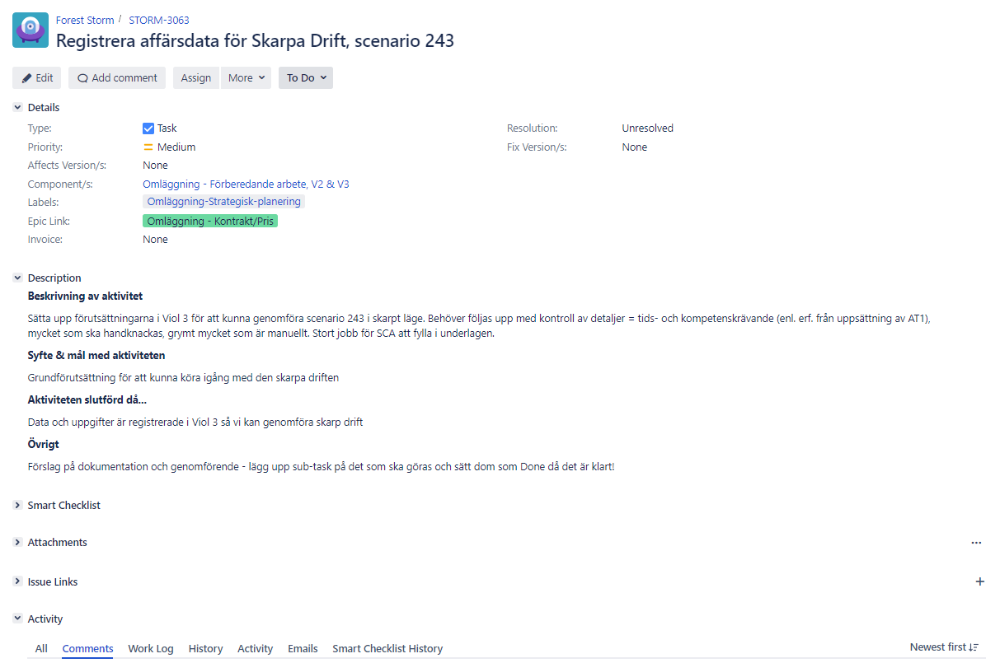 Forest Storm / STORM-3063
Registrera affärsdata för Skarpa Drift, scenario 243
Edit Add comment Assign More To Do
Details
Type: Task Resolution: Unresolved
Priority: Medium Fix Version/s: None
Affects Version/s: None
Component/s: Omläggning - Förberedande arbete, V2 & V3
Labels: Omläggning-Strategisk-planering
Epic Link: Omläggning - Kontrakt/Pris
Invoice: None
Description
Beskrivning av aktivitet
Sätta upp förutsättningarna i Viol 3 för att kunna genomföra scenario 243 i skarpt läge. Behöver följas upp med kontroll av detaljer = tids- och kompetenskrävande (enl. erf. från uppsättning av AT1),
mycket som ska handknackas, grymt mycket som är manuellt. Stort jobb för SCA att fylla i underlagen.
Syfte & mål med aktiviteten
Grundförutsättning för att kunna köra igång med den skarpa driften
Aktiviteten slutförd då...
Data och uppgifter är registrerade i Viol 3 så vi kan genomföra skarp drift
Övrigt
Förslag på dokumentation och genomförande - lägg upp sub-task på det som ska göras och sätt dom som Done då det är klart!
Smart Checklist
Attachments
Issue Links
Activity
All Comments Work Log History Activity Emails Smart Checklist History Newest first